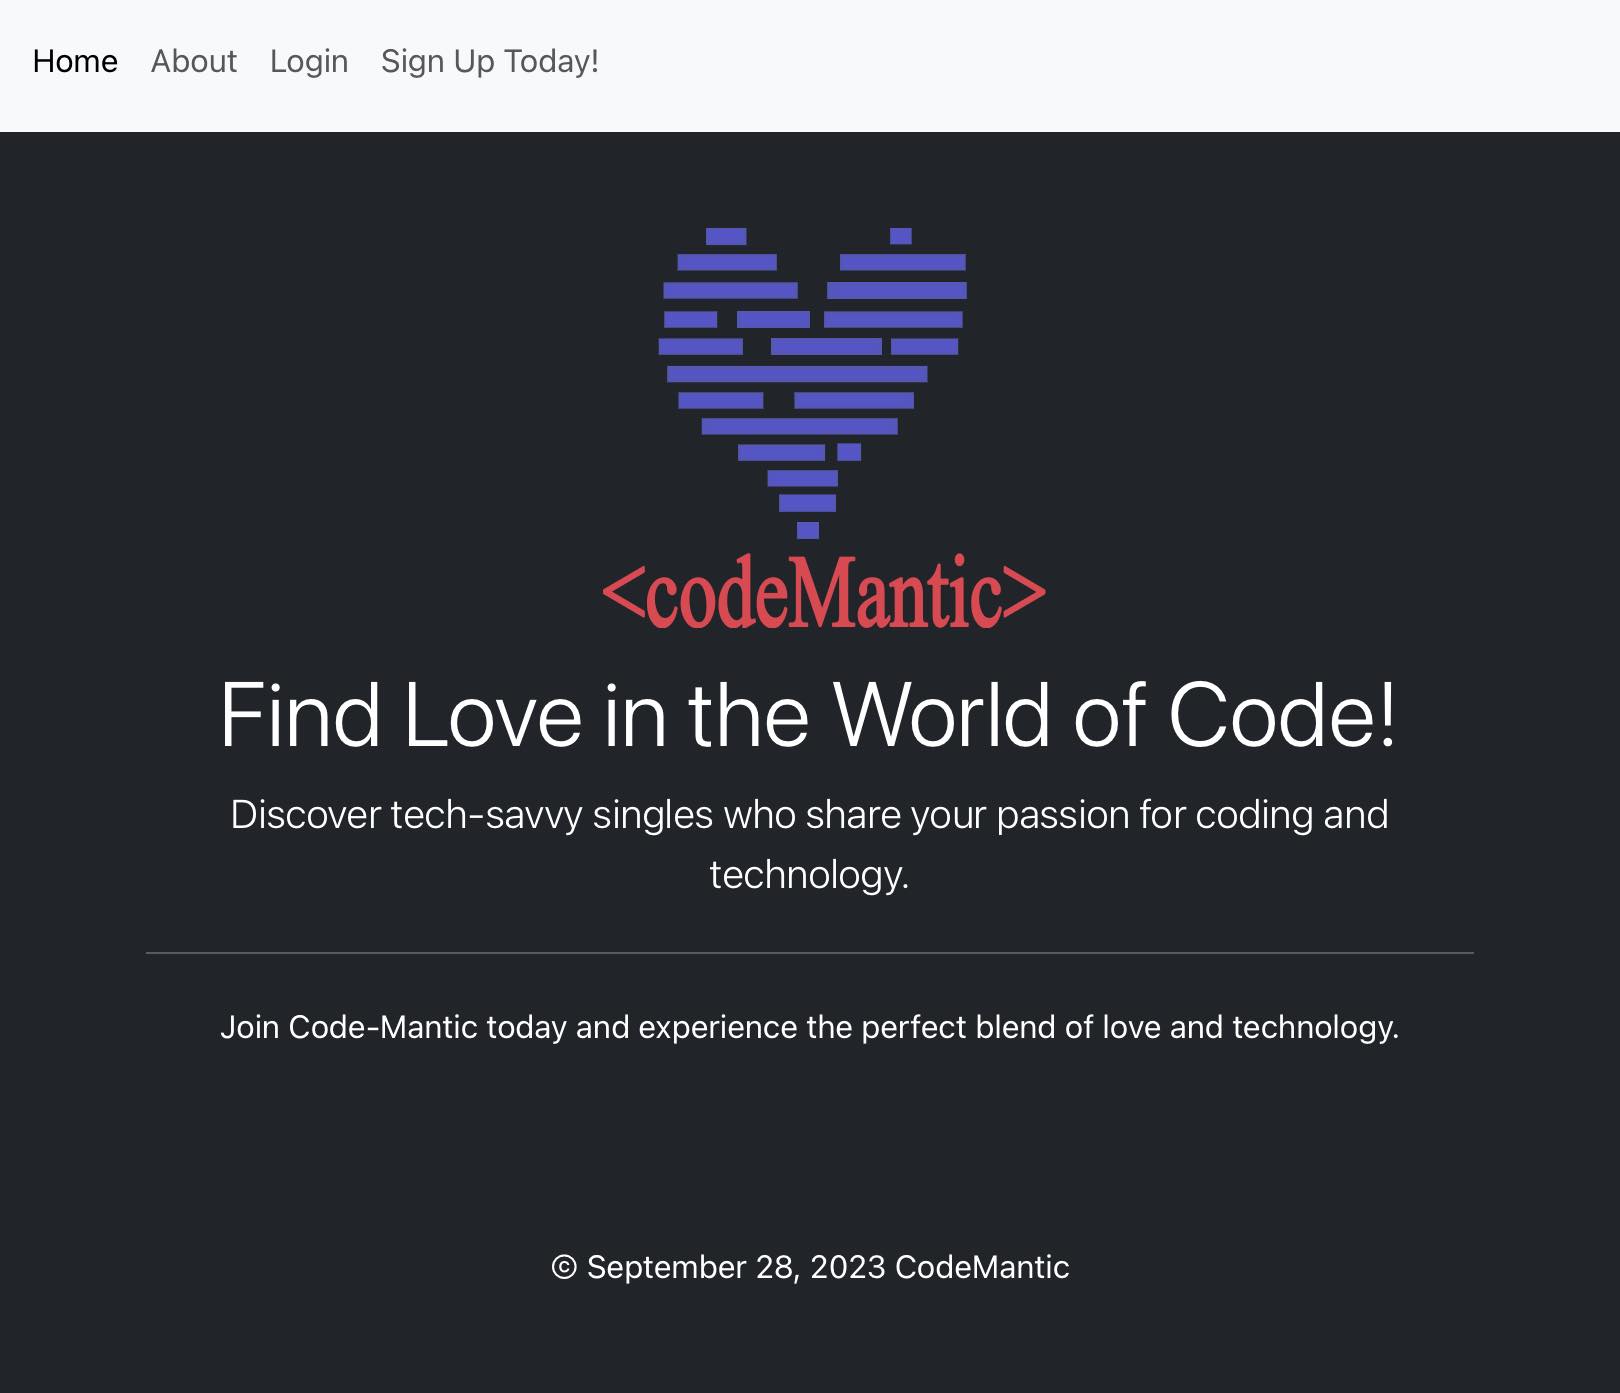 Home About Login Sign Up Today!
<codeMantic>
Find Love in the World of Code!
Discover tech-savvy singles who share your passion for coding and
technology.
Join Code-Mantic today and experience the perfect blend of love and technology.
© September 28, 2023 CodeMantic